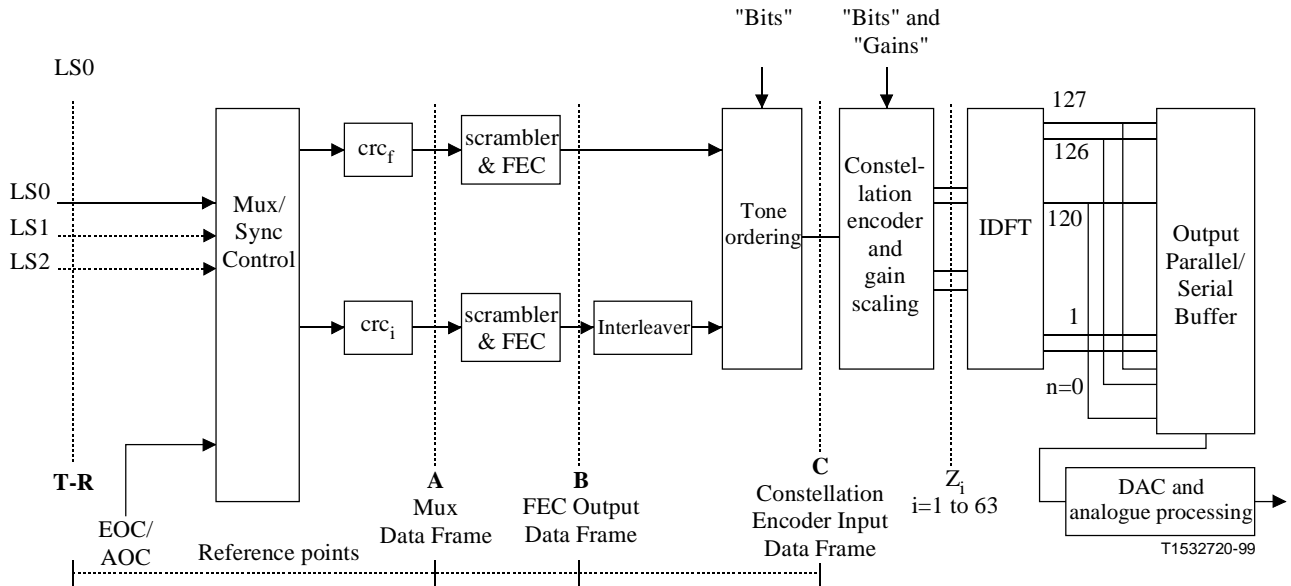 "Bits"
"Bits" and
"Gains"
LS0
127
126
120
1
n=0
crc_f
scrambler
& FEC
LS0
LS1
LS2
Mux/
Sync
Control
Tone
ordering
Constel-
lation
encoder
and
gain
scaling
IDFT
Output
Parallel/
Serial
Buffer
crc_i
scrambler
& FEC
Interleaver
T-R
EOC/
AOC
A
Mux
Data Frame
B
FEC Output
Data Frame
C
Constellation
Encoder Input
Data Frame
Z_i
i=1 to 63
DAC and
analogue processing
T1532720-99
Reference points